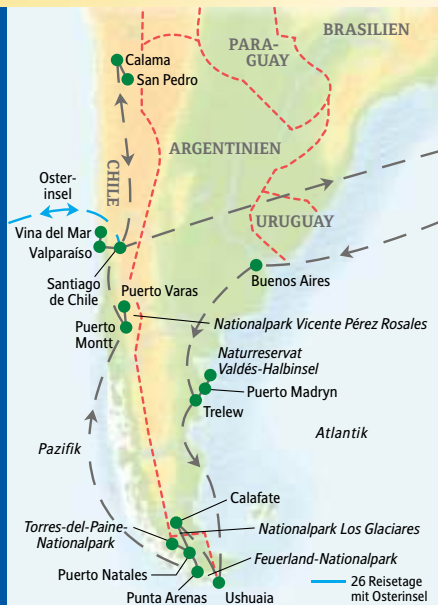 BRASILIEN
PARA-
GUAY
Calama
San Pedro
ARGENTINIEN
CHILE
Oster-
insel
URUGUAY
Vina del Mar
Valparaíso
Santiago
de Chile
Buenos Aires
Puerto Varas
Nationalpark Vicente Pérez Rosales
Puerto
Montt
Naturreservat
Valdés-Halbinsel
Puerto Madryn
Trelew
Atlantik
Pazifik
Calafate
Torres-del-Paine-
Nationalpark
Nationalpark Los Glaciares
Feuerland-Nationalpark
Puerto Natales
Punta Arenas
Ushuaia
26 Reisetage
mit Osterinsel